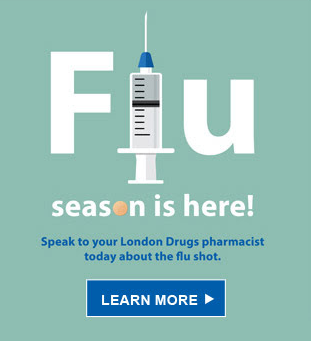 Flu
season is here!
Speak to your London Drugs pharmacist
today about the flu shot.
LEARN MORE